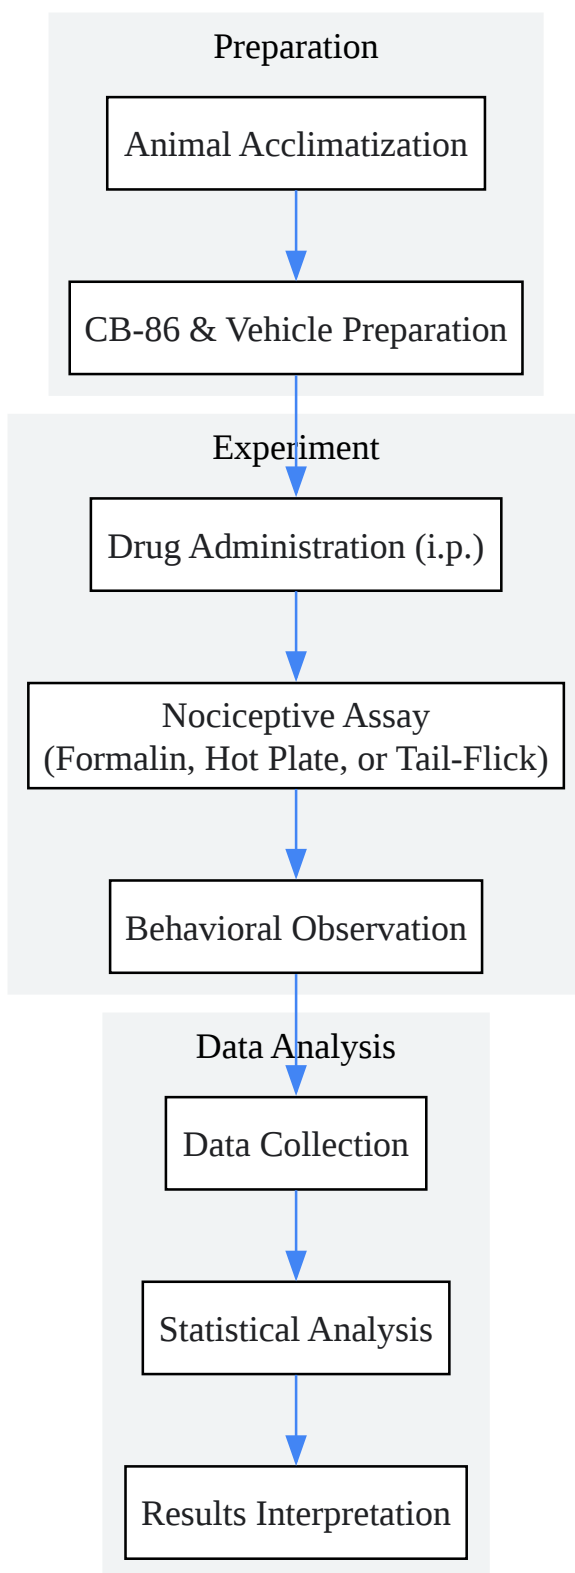 Preparation
Animal Acclimatization
CB-86 & Vehicle Preparation
Experiment
Drug Administration (i.p.)
Nociceptive Assay
(Formalin, Hot Plate, or Tail-Flick)
Behavioral Observation
Data Analysis
Data Collection
Statistical Analysis
Results Interpretation